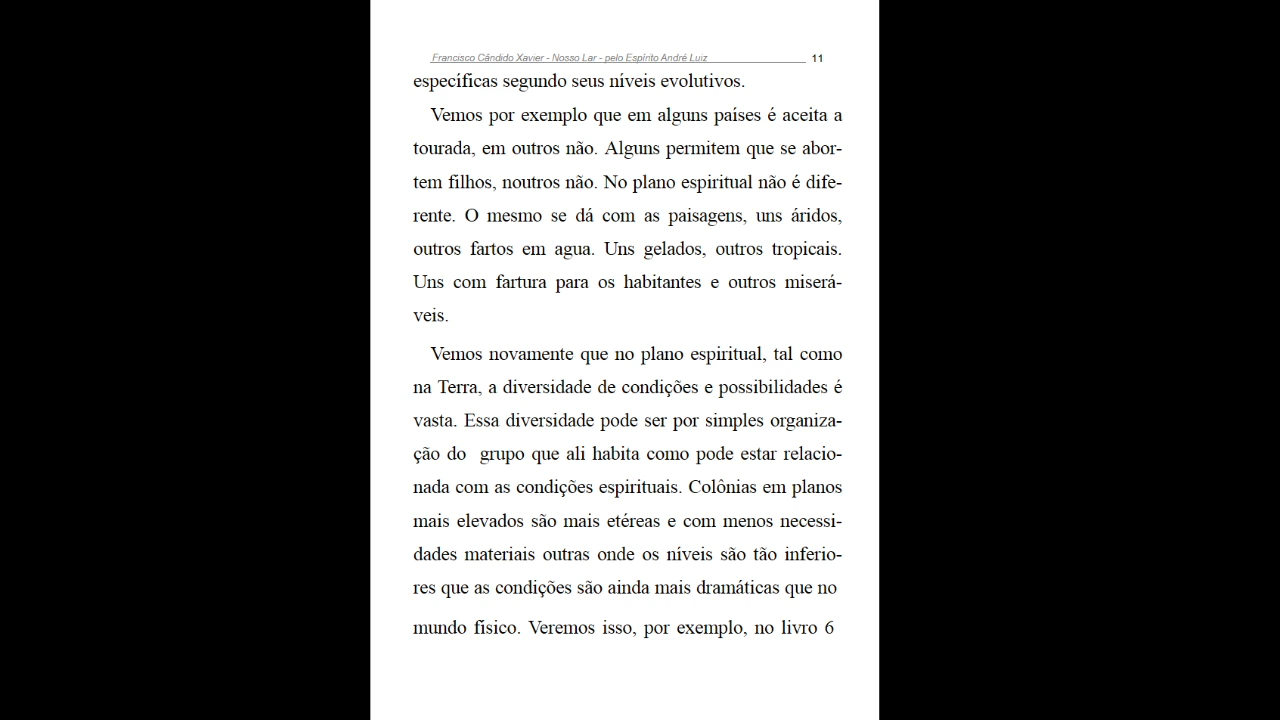 Francisco Cândido Xavier - Nosso Lar - pelo Espírito André Luiz 11
específicas segundo seus níveis evolutivos.
Vemos por exemplo que em alguns países é aceita a
tourada, em outros não. Alguns permitem que se abor-
tem filhos, noutros não. No plano espiritual não é dife-
rente. O mesmo se dá com as paisagens, uns áridos,
outros fartos em agua. Uns gelados, outros tropicais.
Uns com fartura para os habitantes e outros miserá-
veis.
Vemos novamente que no plano espiritual, tal como
na Terra, a diversidade de condições e possibilidades é
vasta. Essa diversidade pode ser por simples organiza-
ção do grupo que ali habita como pode estar relacio-
nada com as condições espirituais. Colônias em planos
mais elevados são mais etéreas e com menos necessi-
dades materiais outras onde os níveis são tão inferio-
res que as condições são ainda mais dramáticas que no
mundo físico. Veremos isso, por exemplo, no livro 6